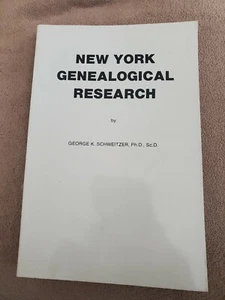 NEW YORK
GENEALOGICAL
RESEARCH
by
GEORGE K. SCHWEITZER, Ph.D., Sc.D.